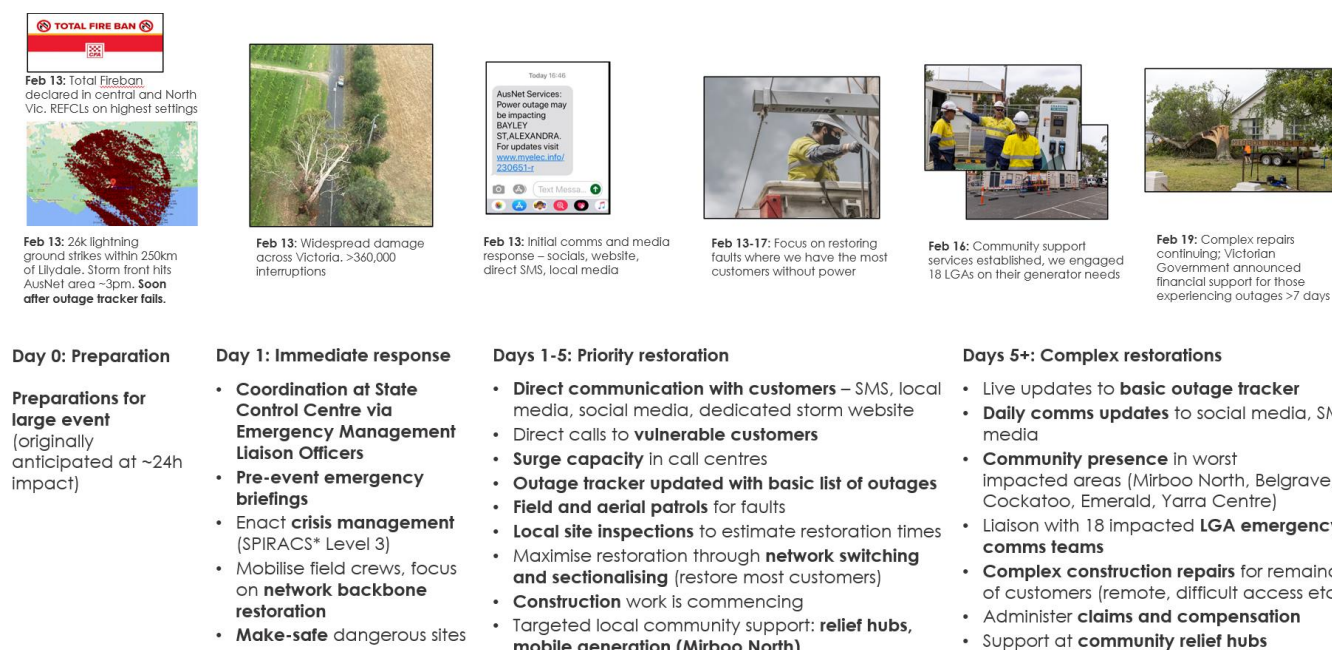 TOTAL FIRE BAN
CFA
Feb 13: Total Fireban
declared in central and North
Vic. REFCLs on highest settings
Feb 13: 26k lightning
ground strikes within 250km
of Lilydale. Storm front hits
AusNet area ~3pm. Soon
after outage tracker fails.
Feb 13: Widespread damage
across Victoria. >360,000
interruptions
Today 16:46
AusNet Services:
Power outage may
be impacting
BAYLEY
ST,ALEXANDRA.
For updates visit
www.myelec.info/
230651-r
Text Messa...
Feb 13: Initial comms and media
response – socials, website,
direct SMS, local media
WAGNER
Feb 13-17: Focus on restoring
faults where we have the most
customers without power
Feb 16: Community support
services established, we engaged
18 LGAs on their generator needs
Feb 19: Complex repairs
continuing; Victorian
Government announced
financial support for those
experiencing outages >7 days
Day 0: Preparation
Preparations for
large event
(originally
anticipated at ~24h
impact)
Day 1: Immediate response
• Coordination at State
Control Centre via
Emergency Management
Liaison Officers
• Pre-event emergency
briefings
• Enact crisis management
(SPIRACS* Level 3)
• Mobilise field crews, focus
on network backbone
restoration
• Make-safe dangerous sites
Days 1-5: Priority restoration
• Direct communication with customers – SMS, local
media, social media, dedicated storm website
• Direct calls to vulnerable customers
• Surge capacity in call centres
• Outage tracker updated with basic list of outages
• Field and aerial patrols for faults
• Local site inspections to estimate restoration times
• Maximise restoration through network switching
and sectionalising (restore most customers)
• Construction work is commencing
• Targeted local community support: relief hubs,
mobile generation (Mirboo North)
Days 5+: Complex restorations
• Live updates to basic outage tracker
• Daily comms updates to social media,
media
• Community presence in worst
impacted areas (Mirboo North, Belgrave
Cockatoo, Emerald, Yarra Centre)
• Liaison with 18 impacted LGA emergency
comms teams
• Complex construction repairs for
of customers (remote, difficult access
• Administer claims and compensation
• Support at community relief hubs